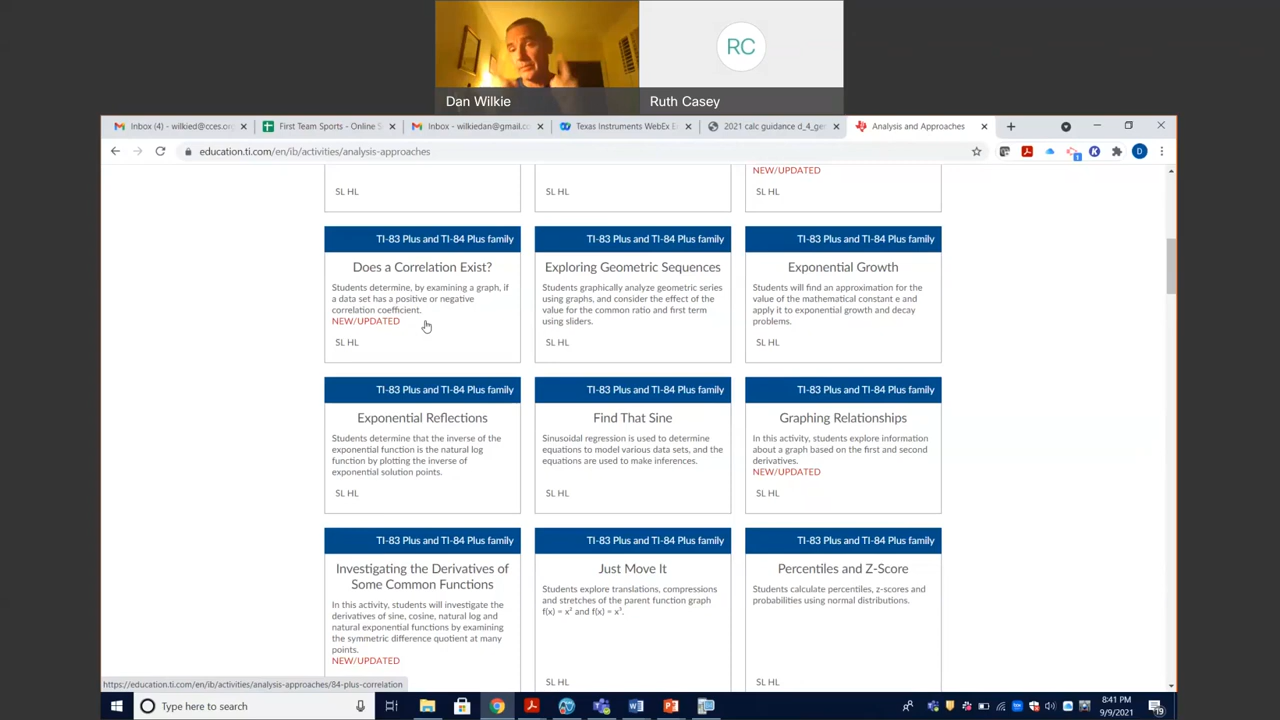 RC
Dan Wilkie
Ruth Casey
Inbox (4) - wilkied@cces.org
First Team Sports - Online S
Inbox - wilkiedan@gmail.co
Texas Instruments WebEx E
2021 calc guidance d_4_ge
Analysis and Approaches
education.ti.com/en/ib/activities/analysis-approaches
D
SL HL
SL HL
NEW/UPDATED
SL HL
TI-83 Plus and TI-84 Plus family
Does a Correlation Exist?
Students determine, by examining a graph, if
a data set has a positive or negative
correlation coefficient.
NEW/UPDATED
SL HL
TI-83 Plus and TI-84 Plus family
Exploring Geometric Sequences
Students graphically analyze geometric series
using graphs, and consider the effect of the
value for the common ratio and first term
using sliders.
SL HL
TI-83 Plus and TI-84 Plus family
Exponential Growth
Students will find an approximation for the
value of the mathematical constant e and
apply it to exponential growth and decay
problems.
SL HL
TI-83 Plus and TI-84 Plus family
Exponential Reflections
Students determine that the inverse of the
exponential function is the natural log
function by plotting the inverse of
exponential solution points.
SL HL
TI-83 Plus and TI-84 Plus family
Find That Sine
Sinusoidal regression is used to determine
equations to model various data sets, and the
equations are used to make inferences.
SL HL
TI-83 Plus and TI-84 Plus family
Graphing Relationships
In this activity, students explore information
about a graph based on the first and second
derivatives.
NEW/UPDATED
SL HL
TI-83 Plus and TI-84 Plus family
Investigating the Derivatives of
Some Common Functions
In this activity, students will investigate the
derivatives of sine, cosine, natural log and
natural exponential functions by examining
the symmetric difference quotient at many
points.
NEW/UPDATED
TI-83 Plus and TI-84 Plus family
Just Move It
Students explore translations, compressions
and stretches of the parent function graph
f(x) = x² and f(x) = x³.
SL HL
TI-83 Plus and TI-84 Plus family
Percentiles and Z-Score
Students calculate percentiles, z-scores and
probabilities using normal distributions.
SL HL
https://education.ti.com/en/ib/activities/analysis-approaches/84-plus-correlation
Type here to search
8:41 PM
9/9/2021